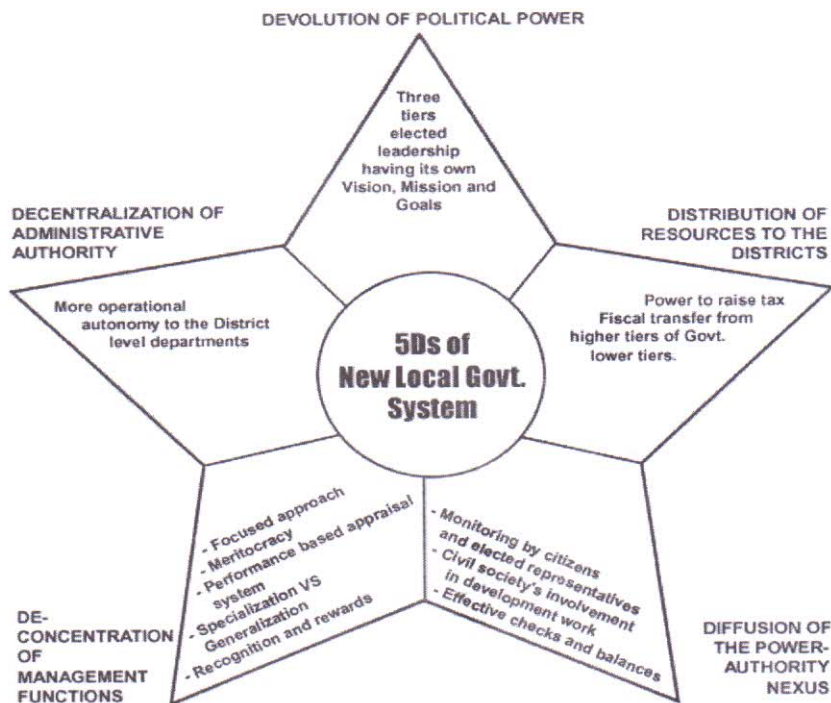 DEVOLUTION OF POLITICAL POWER
Three
tiers
elected
leadership
having its own
Vision, Mission and
Goals
DECENTRALIZATION OF
ADMINISTRATIVE
AUTHORITY
More operational
autonomy to the District
level departments
DISTRIBUTION OF
RESOURCES TO THE
DISTRICTS
Power to raise tax
Fiscal transfer from
higher tiers of Govt.
lower tiers.
5Ds of
New Local Govt.
System
- Focused approach
- Meritocracy
- Performance based appraisal
system
- Specialization VS
Generalization
- Recognition and rewards
DE-
CONCENTRATION
OF
MANAGEMENT
FUNCTIONS
- Monitoring by citizens
and elected representatives
- Civil society's involvement
in development work
- Effective checks and balances
DIFFUSION OF
THE POWER-
AUTHORITY
NEXUS